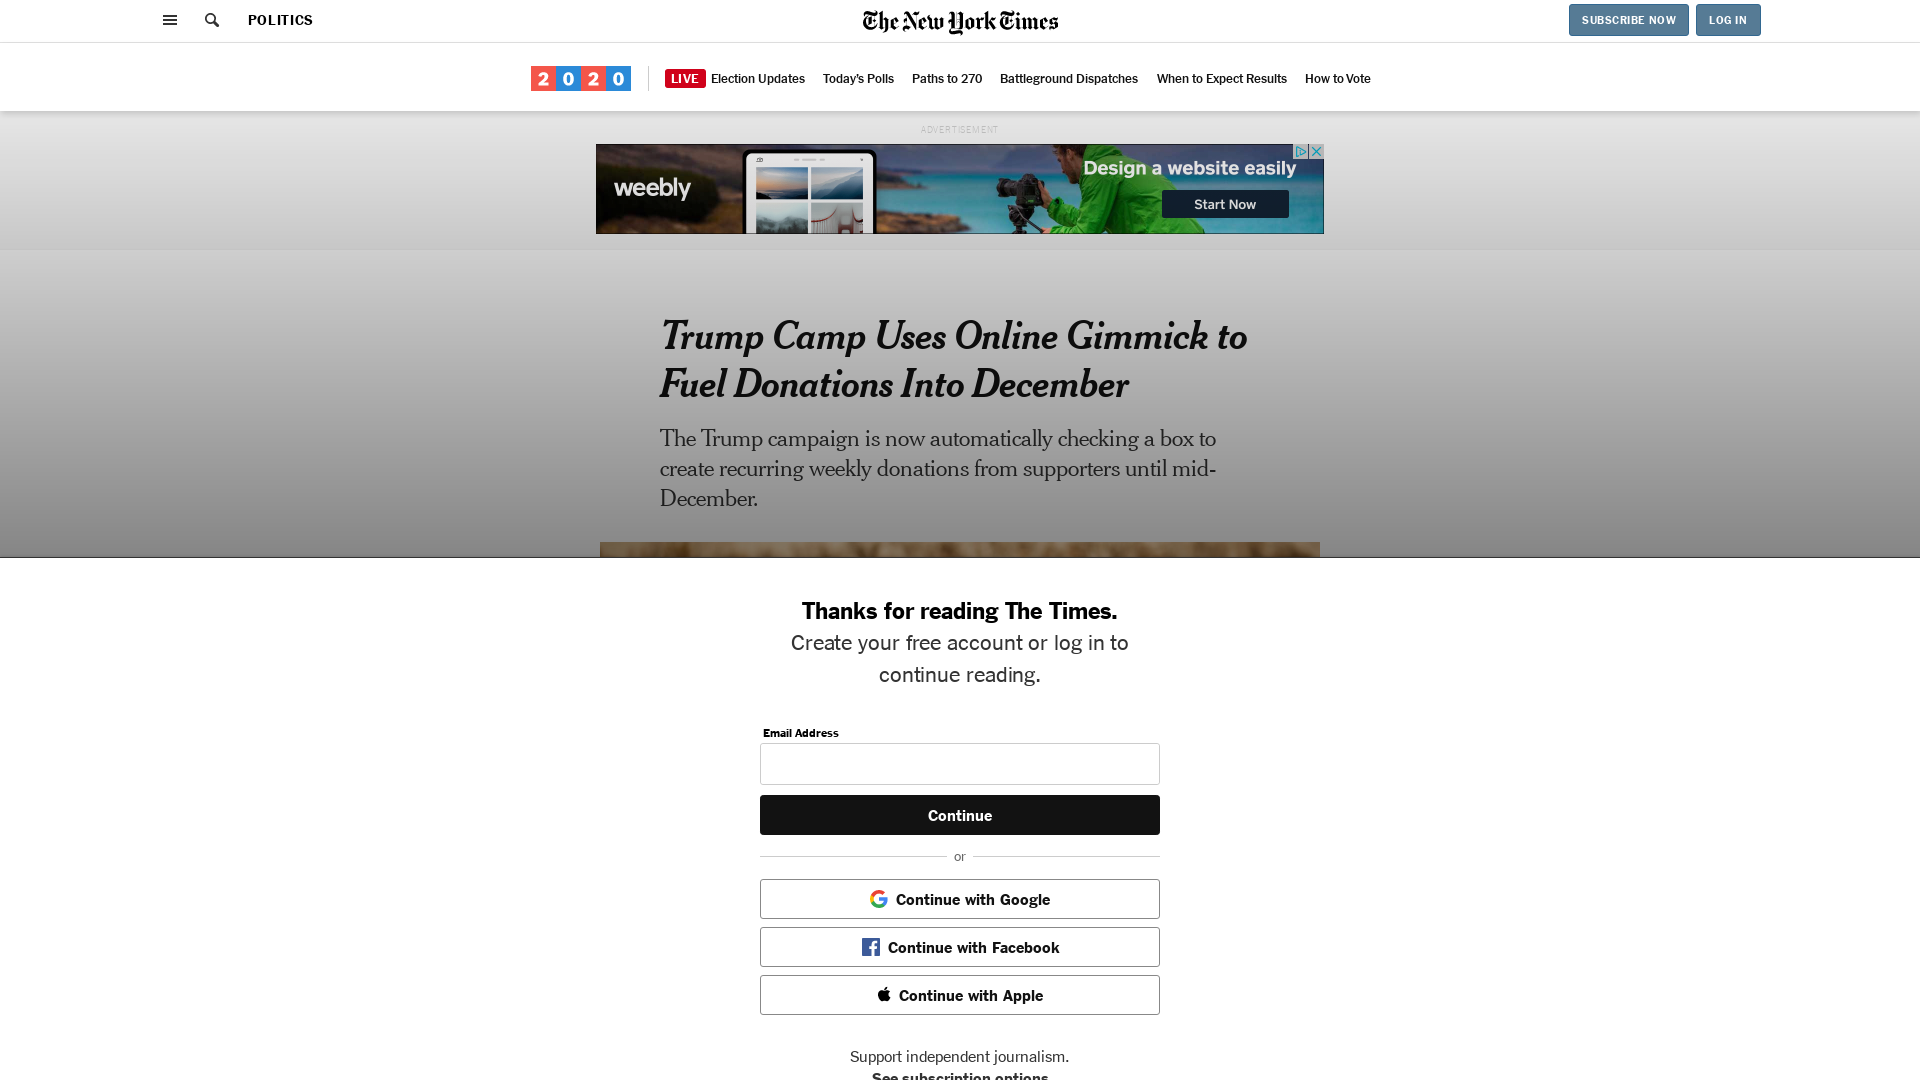 POLITICS
The New York Times
SUBSCRIBE NOW
LOG IN
2020
LIVE Election Updates
Today's Polls
Paths to 270
Battleground Dispatches
When to Expect Results
How to Vote
ADVERTISEMENT
weebly
Design a website easily
Start Now
Trump Camp Uses Online Gimmick to
Fuel Donations Into December
The Trump campaign is now automatically checking a box to
create recurring weekly donations from supporters until mid-
December.
Thanks for reading The Times.
Create your free account or log in to
continue reading.
Email Address
Continue
or
Continue with Google
Continue with Facebook
Continue with Apple
Support independent journalism.
See subscription options